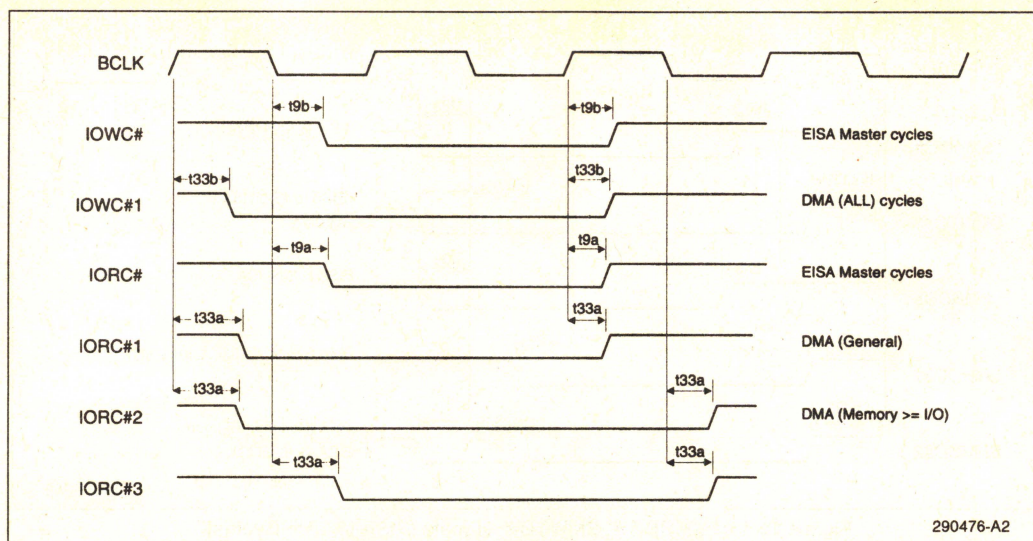 BCLK
t9b t9b
IOWC# EISA Master cycles
t33b t33b
IOWC#1 DMA (ALL) cycles
t9a t9a
IORC# EISA Master cycles
t33a t33a
IORC#1 DMA (General)
t33a t33a
IORC#2 DMA (Memory >= I/O)
t33a t33a
IORC#3
290476-A2